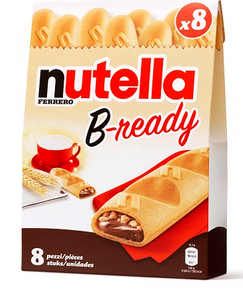 x8
nutella
FERRERO
B-ready
8 pezzi/pièces
stuks/unidades